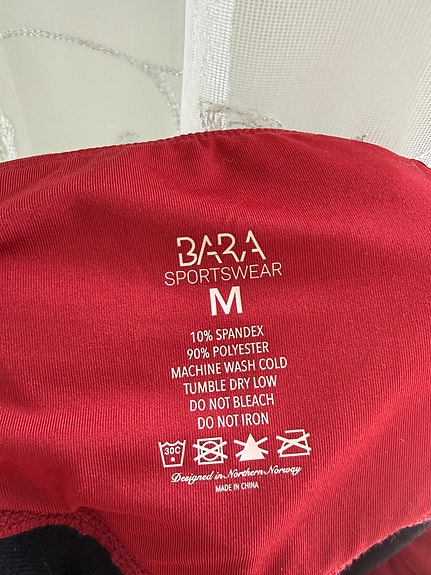 BARA
SPORTSWEAR
M
10% SPANDEX
90% POLYESTER
MACHINE WASH COLD
TUMBLE DRY LOW
DO NOT BLEACH
DO NOT IRON
30C
Designed in Northern Norway
MADE IN CHINA